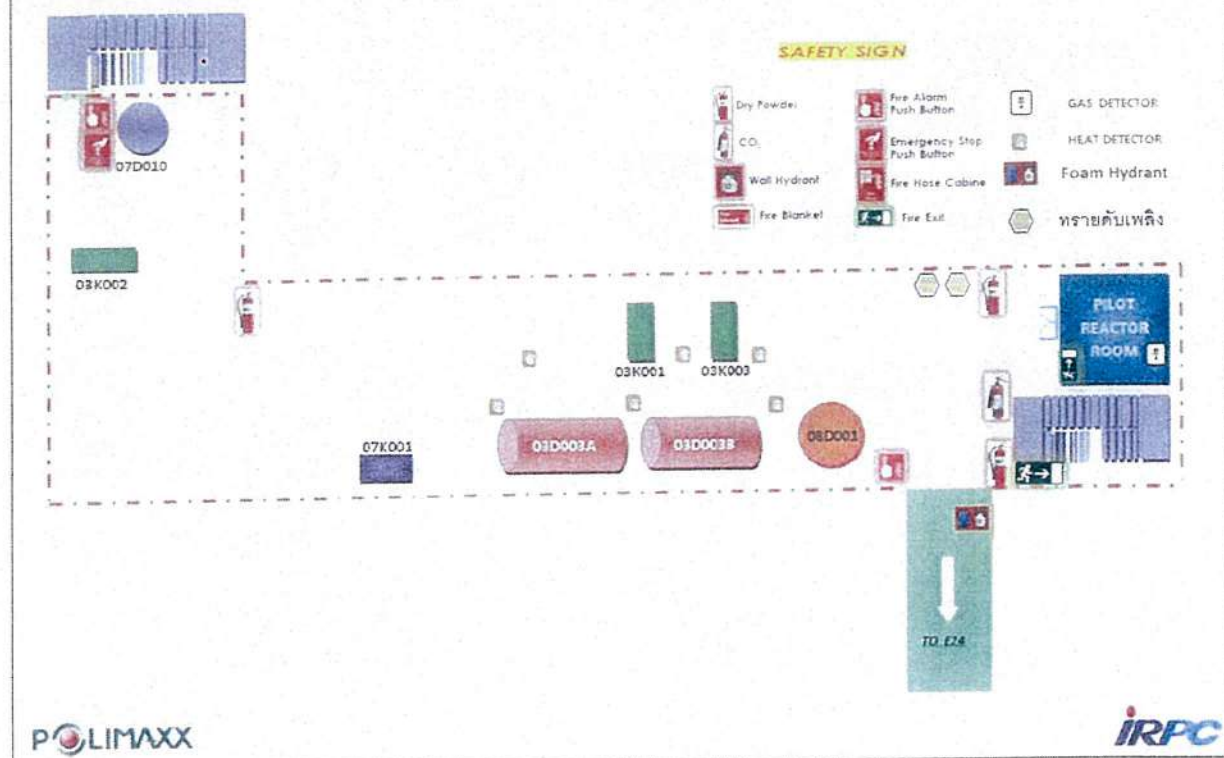 SAFETY SIGN
Dry Powder
CO₂
Wall Hydrant
Fire Blanket
Fire Alarm
Push Button
Emergency Stop
Push Button
Fire Hose Cabine
Fire Exit
GAS DETECTOR
HEAT DETECTOR
Foam Hydrant
ทรายดับเพลิง
07D010
03K002
03K001
03K003
PILOT
REACTOR
ROOM
07K001
03D003A
03D003B
08D001
TO E24
POLIMAXX
iRPC